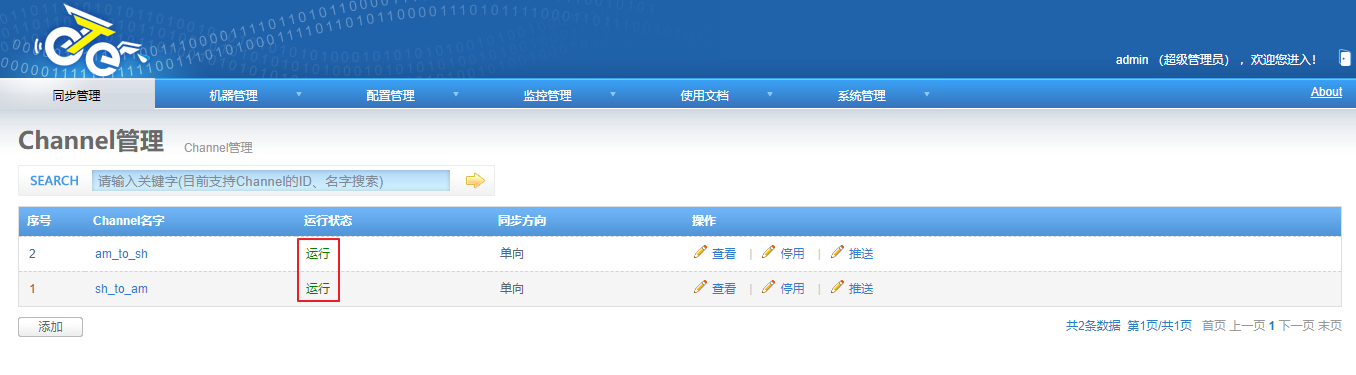 admin （超级管理员） ，欢迎您进入！
同步管理 机器管理 配置管理 监控管理 使用文档 系统管理 About
Channel管理 Channel管理
SEARCH 请输入关键字(目前支持Channel的ID、名字搜索)
序号 Channel名字 运行状态 同步方向 操作
2 am_to_sh 运行 单向 查看 | 停用 | 推送
1 sh_to_am 运行 单向 查看 | 停用 | 推送
添加 共2条数据 第1页/共1页 首页 上一页 1 下一页 末页